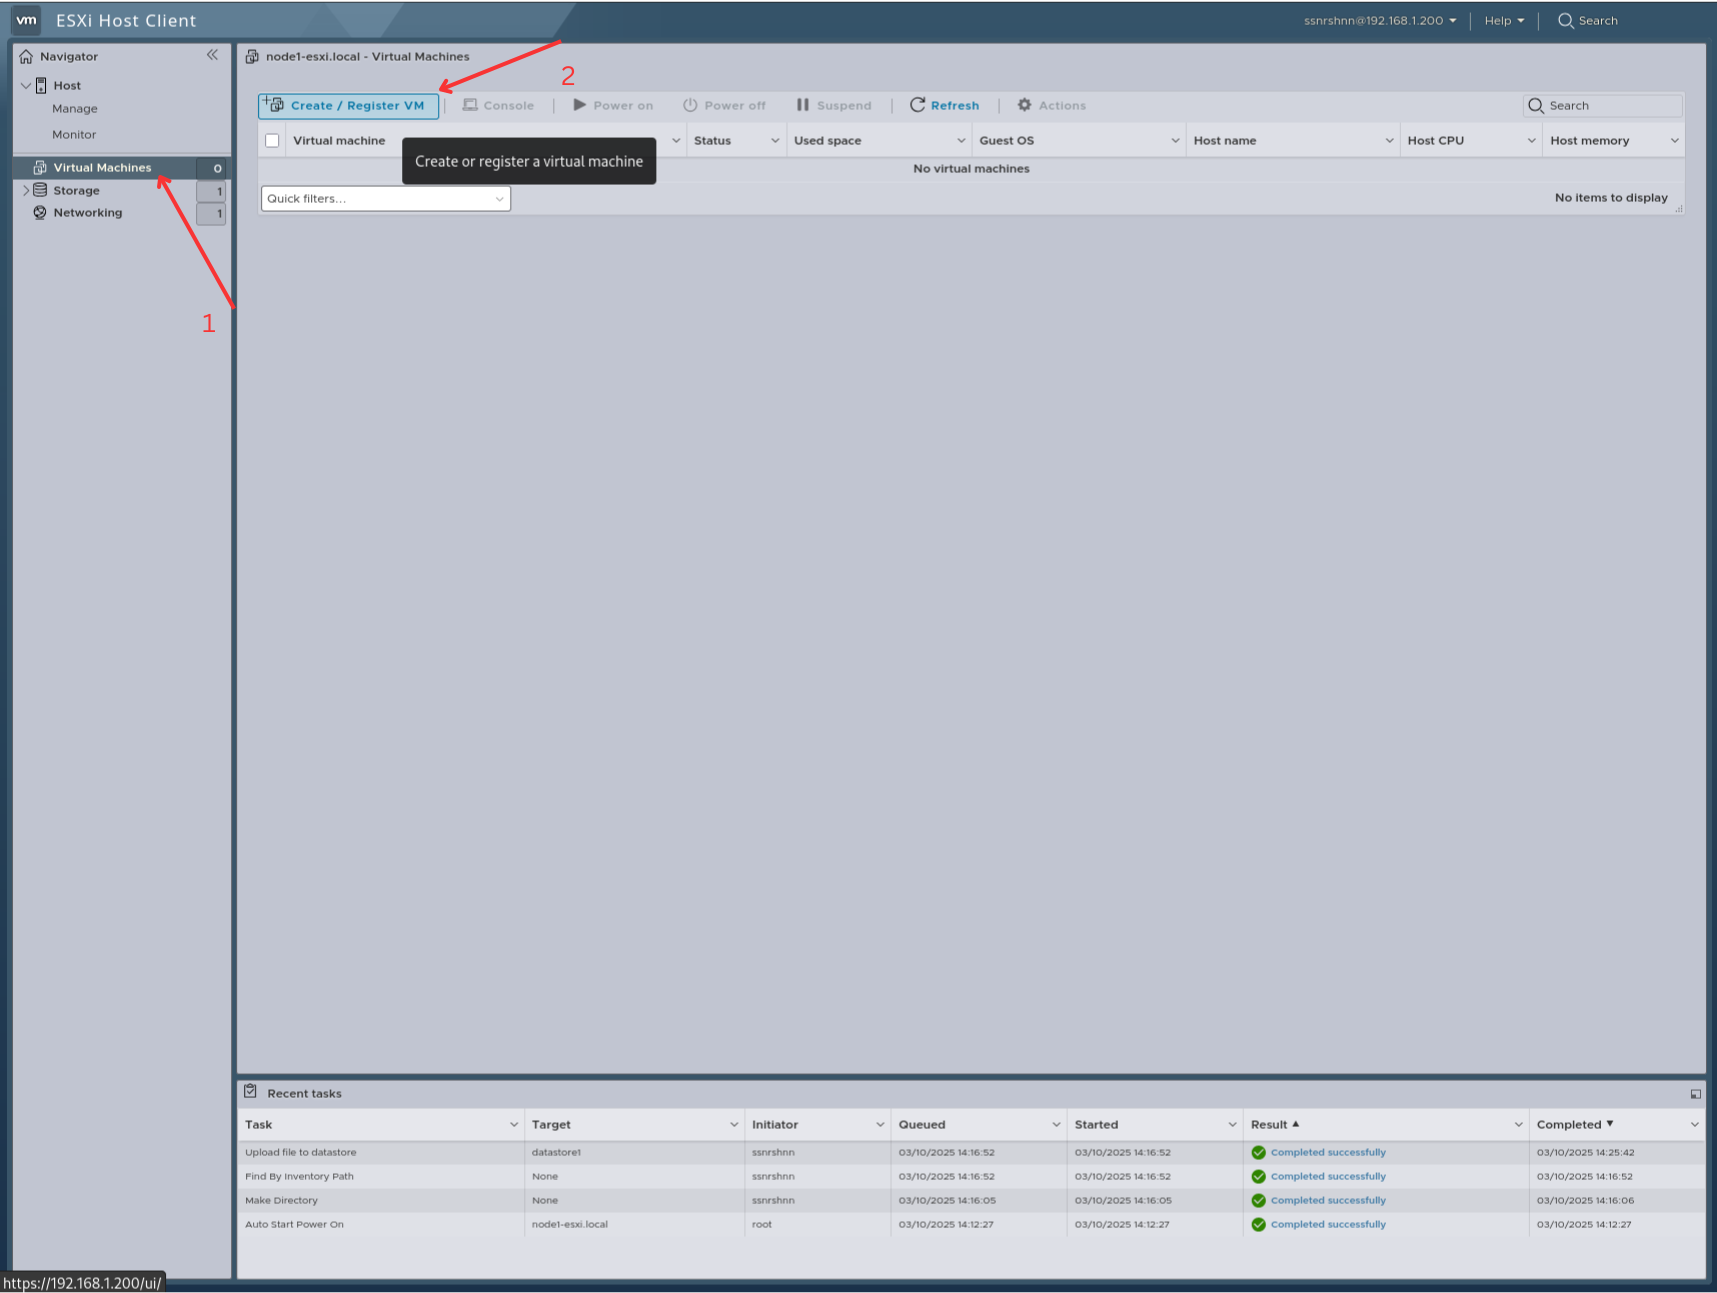 vm ESXi Host Client ssnrshnn@192.168.1.200 Help Search
Navigator
Host
Manage
Monitor
Virtual Machines 0
Storage 1
Networking 1
1
node1-esxi.local - Virtual Machines
2
Create / Register VM Console Power on Power off Suspend Refresh Actions Search
Virtual machine Status Used space Guest OS Host name Host CPU Host memory
Create or register a virtual machine
No virtual machines
Quick filters... No items to display
Recent tasks
Task Target Initiator Queued Started Result Completed
Upload file to datastore datastore1 ssnrshnn 03/10/2025 14:16:52 03/10/2025 14:16:52 Completed successfully 03/10/2025 14:25:42
Find By Inventory Path None ssnrshnn 03/10/2025 14:16:52 03/10/2025 14:16:52 Completed successfully 03/10/2025 14:16:52
Make Directory None ssnrshnn 03/10/2025 14:16:05 03/10/2025 14:16:05 Completed successfully 03/10/2025 14:16:06
Auto Start Power On node1-esxi.local root 03/10/2025 14:12:27 03/10/2025 14:12:27 Completed successfully 03/10/2025 14:12:27
https://192.168.1.200/ui/